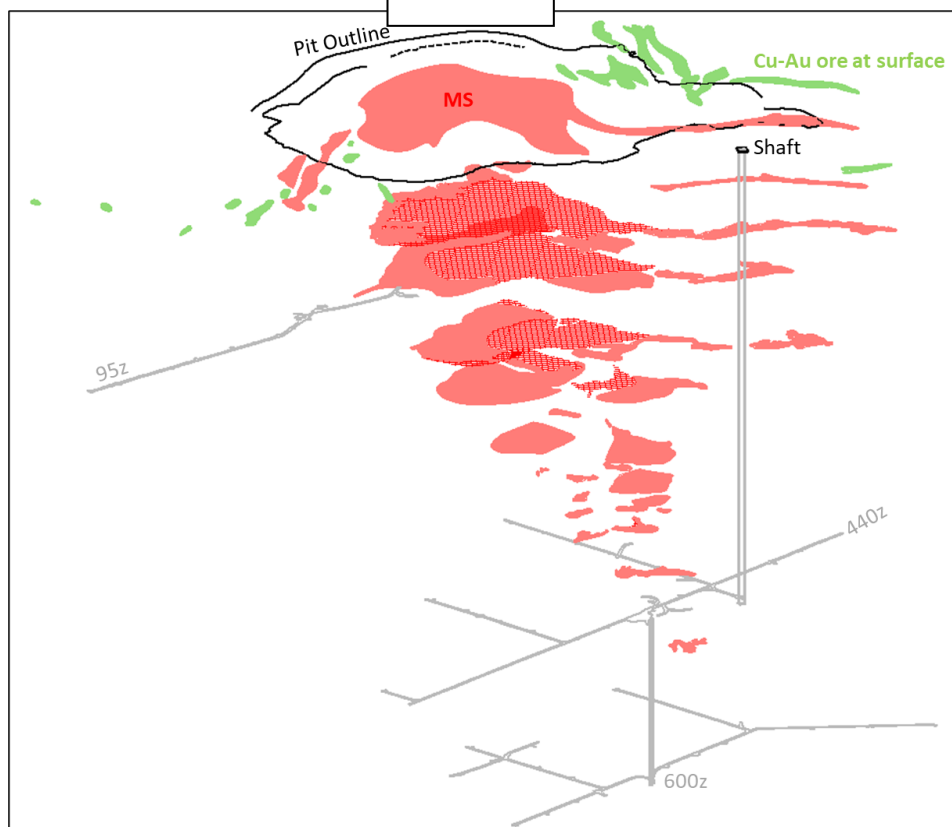 Pit Outline
Cu-Au ore at surface
MS
Shaft
95z
440z
600z